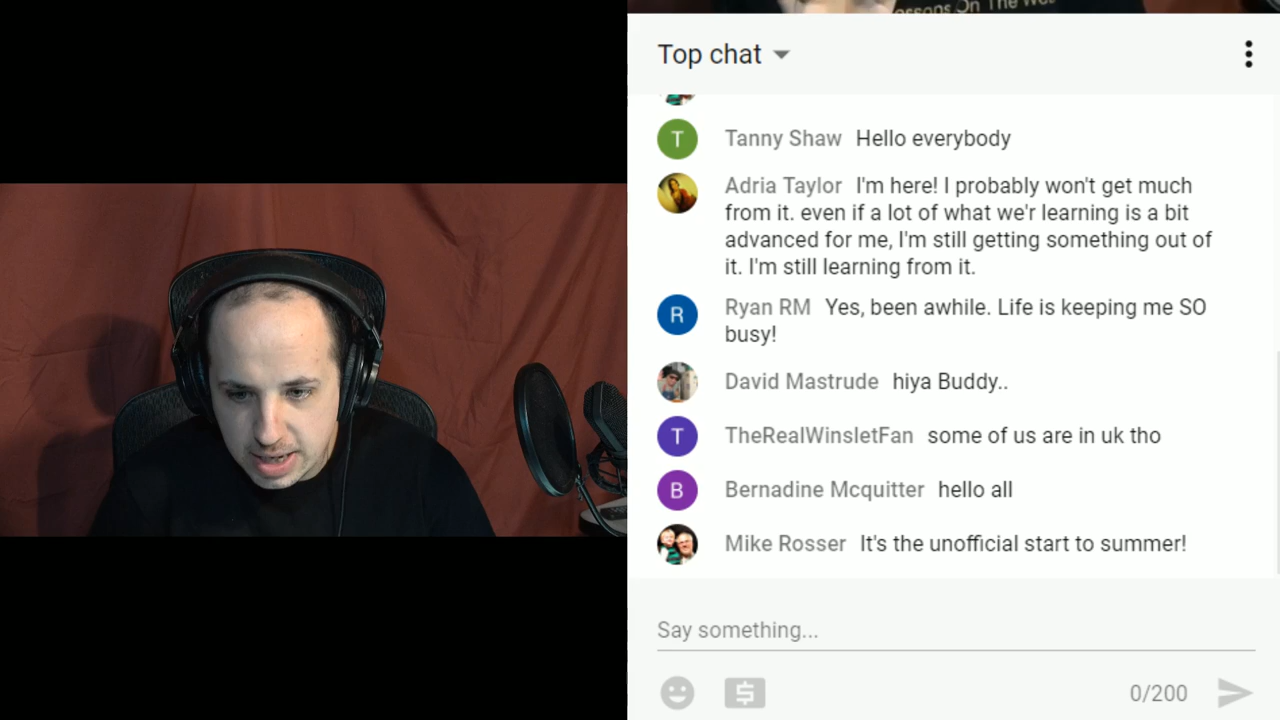 essons On The We
Top chat
T
Tanny Shaw Hello everybody
Adria Taylor I'm here! I probably won't get much
from it. even if a lot of what we'r learning is a bit
advanced for me, I'm still getting something out of
it. I'm still learning from it.
R
Ryan RM Yes, been awhile. Life is keeping me SO
busy!
David Mastrude hiya Buddy..
T
TheRealWinsletFan some of us are in uk tho
B
Bernadine Mcquitter hello all
Mike Rosser It's the unofficial start to summer!
Say something...
$
0/200